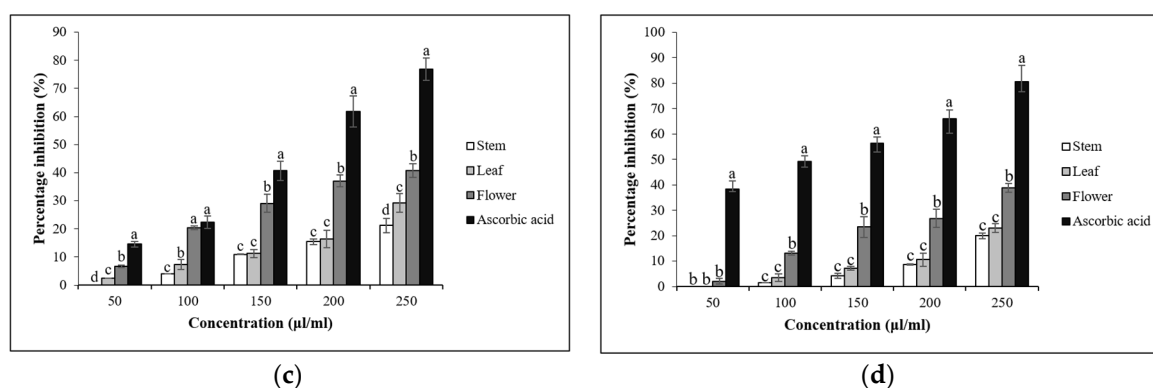 90
80
70
60
50
40
30
20
10
0
Percentage inhibition (%)
d c b a
c c a a
c c b a
c c b a
d c b a
50 100 150 200 250
Concentration (µl/ml)
Stem
Leaf
Flower
Ascorbic acid
(c)
100
90
80
70
60
50
40
30
20
10
0
Percentage inhibition (%)
b b b a
c c b a
c c b a
c c b a
c c b a
50 100 150 200 250
Concentration (µl/ml)
Stem
Leaf
Flower
Ascorbic acid
(d)